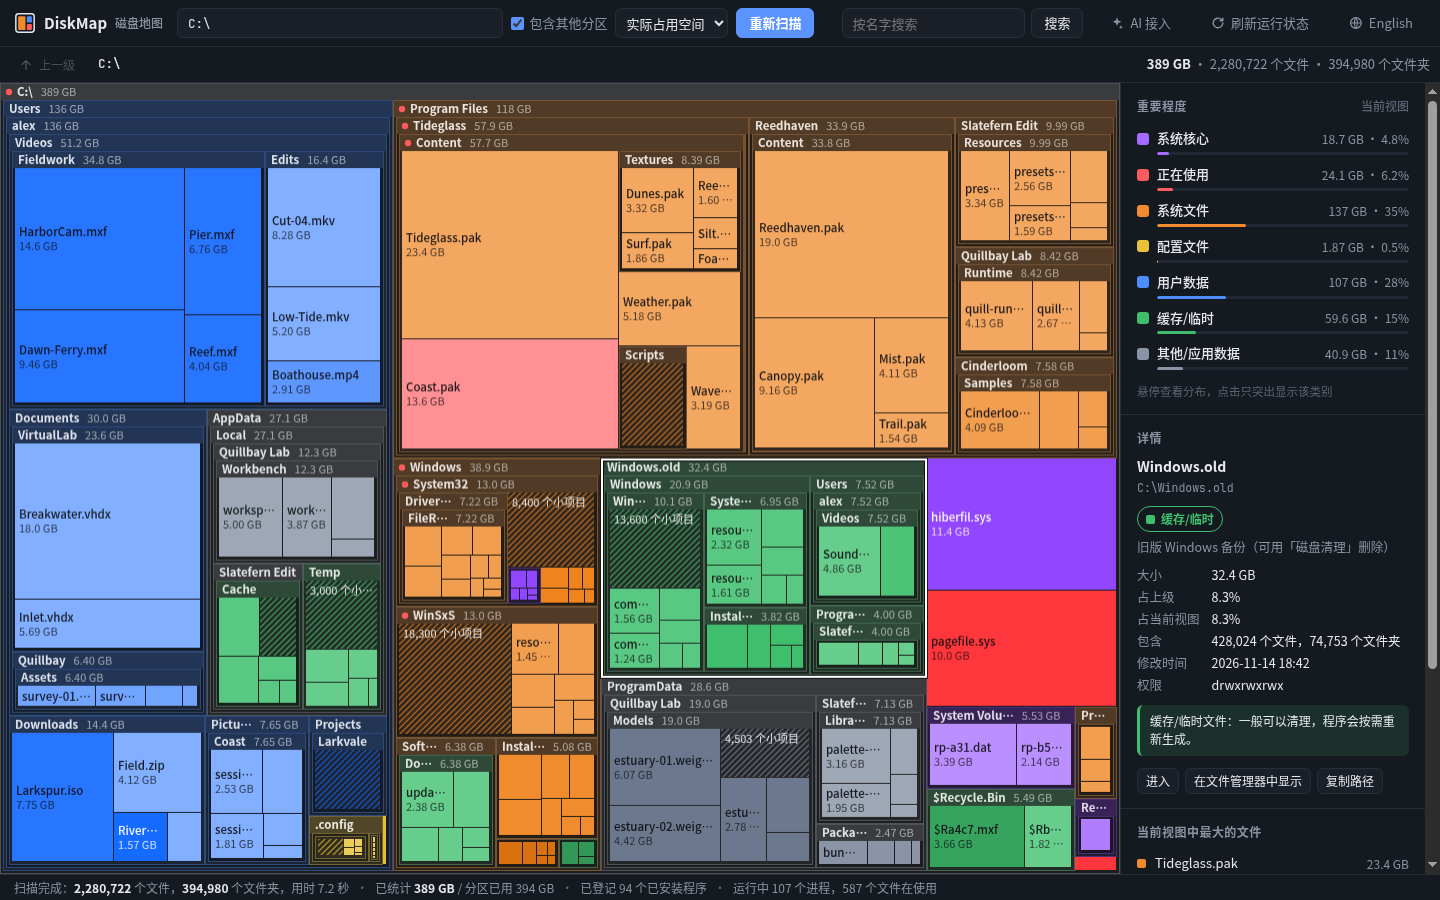 DiskMap 磁盘地图 C:\ 包含其他分区 实际占用空间 重新扫描 按名字搜索 搜索 AI 接入 刷新运行状态 English
上一级 C:\ 389 GB · 2,280,722 个文件 · 394,980 个文件夹
C:\ 389 GB
Users 136 GB
alex 136 GB
Videos 51.2 GB
Fieldwork 34.8 GB
HarborCam.mxf
14.6 GB
Pier.mxf
6.76 GB
Dawn-Ferry.mxf
9.46 GB
Reef.mxf
4.04 GB
Edits 16.4 GB
Cut-04.mkv
8.28 GB
Low-Tide.mkv
5.20 GB
Boathouse.mp4
2.91 GB
Documents 30.0 GB
VirtualLab 23.6 GB
Breakwater.vhdx
18.0 GB
Inlet.vhdx
5.69 GB
Quillbay 6.40 GB
Assets 6.40 GB
survey-01.…
surv…
AppData 27.1 GB
Local 27.1 GB
Quillbay Lab 12.3 GB
Workbench 12.3 GB
worksp…
5.00 GB
work…
3.87 GB
Slatefern Edit
Cache
Temp
3,000 个小…
Downloads 14.4 GB
Larkspur.iso
7.75 GB
Field.zip
4.12 GB
River…
1.57 GB
Pictu… 7.65 GB
Coast 7.65 GB
sessi…
2.53 GB
sessi…
1.81 GB
Projects
Larkvale
.config
Program Files 118 GB
Tideglass 57.9 GB
Content 57.7 GB
Tideglass.pak
23.4 GB
Coast.pak
13.6 GB
Textures 8.39 GB
Dunes.pak
3.32 GB
Ree…
1.60 …
Surf.pak
1.86 GB
Silt.…
Foa…
Weather.pak
5.18 GB
Scripts
Wave…
3.19 GB
Reedhaven 33.9 GB
Content 33.8 GB
Reedhaven.pak
19.0 GB
Canopy.pak
9.16 GB
Mist.pak
4.11 GB
Trail.pak
1.54 GB
Slatefern Edit 9.99 GB
Resources 9.99 GB
pres…
3.34 GB
presets…
2.56 GB
presets…
1.59 GB
Quillbay Lab 8.42 GB
Runtime 8.42 GB
quill-run…
4.13 GB
quill…
2.67 …
Cinderloom 7.58 GB
Samples 7.58 GB
Cinderloo…
4.09 GB
Windows 38.9 GB
System32 13.0 GB
Driver… 7.22 GB
FileR… 7.22 GB
8,400 个小项目
WinSxS 13.0 GB
18,300 个小项目
reso…
1.45 …
Soft… 6.38 GB
Do… 6.38 GB
upda…
2.38 GB
Instal… 5.08 GB
Windows.old 32.4 GB
Windows 20.9 GB
Win… 10.1 GB
13,600 个小项目
com…
1.56 GB
com…
1.24 GB
Syste… 6.95 GB
resou…
2.32 GB
resou…
1.61 GB
Instal… 3.82 GB
Users 7.52 GB
alex 7.52 GB
Videos 7.52 GB
Sound…
4.86 GB
Progra… 4.00 GB
Slatef… 4.00 GB
ProgramData 28.6 GB
Quillbay Lab 19.0 GB
Models 19.0 GB
estuary-01.weig…
6.07 GB
estuary-02.weig…
4.42 GB
4,503 个小项目
estu…
2.78 …
Slatef… 7.13 GB
Libra… 7.13 GB
palette-…
3.16 GB
palette-…
1.95 GB
Packa… 2.47 GB
bun…
hiberfil.sys
11.4 GB
pagefile.sys
10.0 GB
System Volu… 5.53 GB
rp-a31.dat
3.39 GB
rp-b5…
2.14 GB
$Recycle.Bin 5.49 GB
$Ra4c7.mxf
3.66 GB
$Rb…
1.82 …
Pr…
Re…
重要程度 当前视图
系统核心 18.7 GB · 4.8%
正在使用 24.1 GB · 6.2%
系统文件 137 GB · 35%
配置文件 1.87 GB · 0.5%
用户数据 107 GB · 28%
缓存/临时 59.6 GB · 15%
其他/应用数据 40.9 GB · 11%
悬停查看分布，点击只突出显示该类别
详情
Windows.old
C:\Windows.old
缓存/临时
旧版 Windows 备份（可用「磁盘清理」删除）
大小 32.4 GB
占上级 8.3%
占当前视图 8.3%
包含 428,024 个文件，74,753 个文件夹
修改时间 2026-11-14 18:42
权限 drwxrwxrwx
缓存/临时文件：一般可以清理，程序会按需重
新生成。
进入 在文件管理器中显示 复制路径
当前视图中最大的文件
Tideglass.pak 23.4 GB
扫描完成：2,280,722 个文件，394,980 个文件夹，用时 7.2 秒 · 已统计 389 GB / 分区已用 394 GB · 已登记 94 个已安装程序 · 运行中 107 个进程，587 个文件在使用